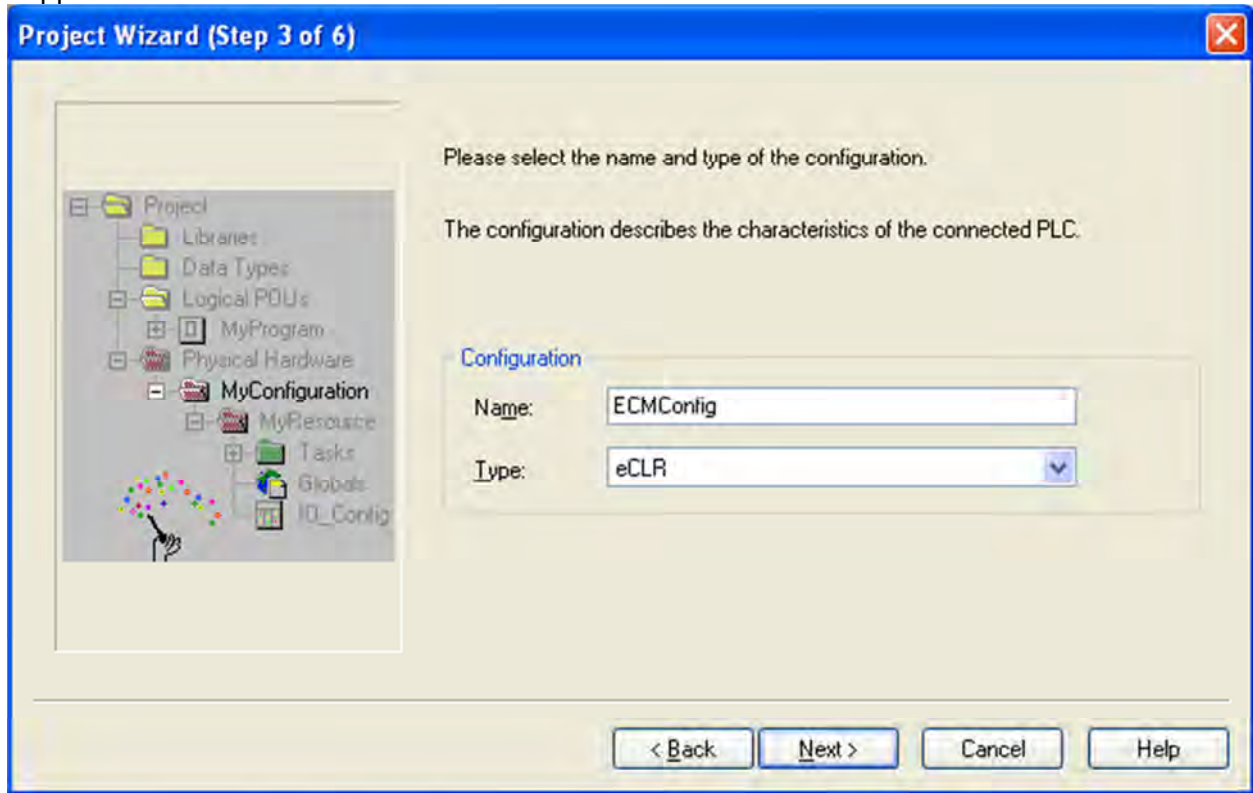 Project Wizard (Step 3 of 6)
Please select the name and type of the configuration.
Project
Libraries
The configuration describes the characteristics of the connected PLC.
Data Types
Logical POUs
MyProgram
Physical Hardware
Configuration
MyConfiguration
Name: ECMConfig
MyResource
Tasks
Type: eCLR
Globals
IO_Config
< Back Next > Cancel Help